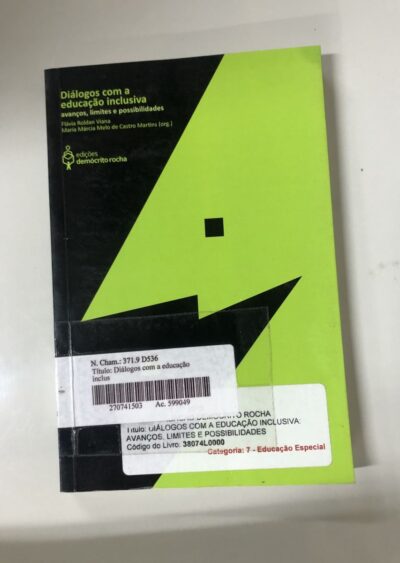 Diálogos com a
educação inclusiva
avanços, limites e possibilidades
Flávia Roldan Viana
Maria Márcia Melo de Castro Martins (org.)
edições
demócrito rocha
N. Cham.: 371.9 D536
Título: Diálogos com a educação
inclus
270741503 Ac. 599049
DEMÓCRITO ROCHA
Título: DIÁLOGOS COM A EDUCAÇÃO INCLUSIVA:
AVANÇOS, LIMITES E POSSIBILIDADES
Código do Livro: 38074L0000
Categoria: 7 - Educação Especial